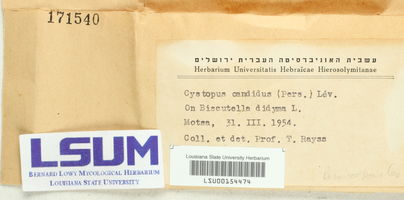 171540
עשבית האוניברסיטה העברית ירושלים
Herbarium Universitatis Hebraicae Hierosolymitanae
Cystopus candidus (Pers.) Lév.
On Biscutella didyma L.
Motsa, 31. III. 1954.
Coll. et det. Prof. T. Rayss
LSUM
Bernard Lowy Mycological Herbarium
Louisiana State University
Louisiana State University Herbarium
LSU00154474